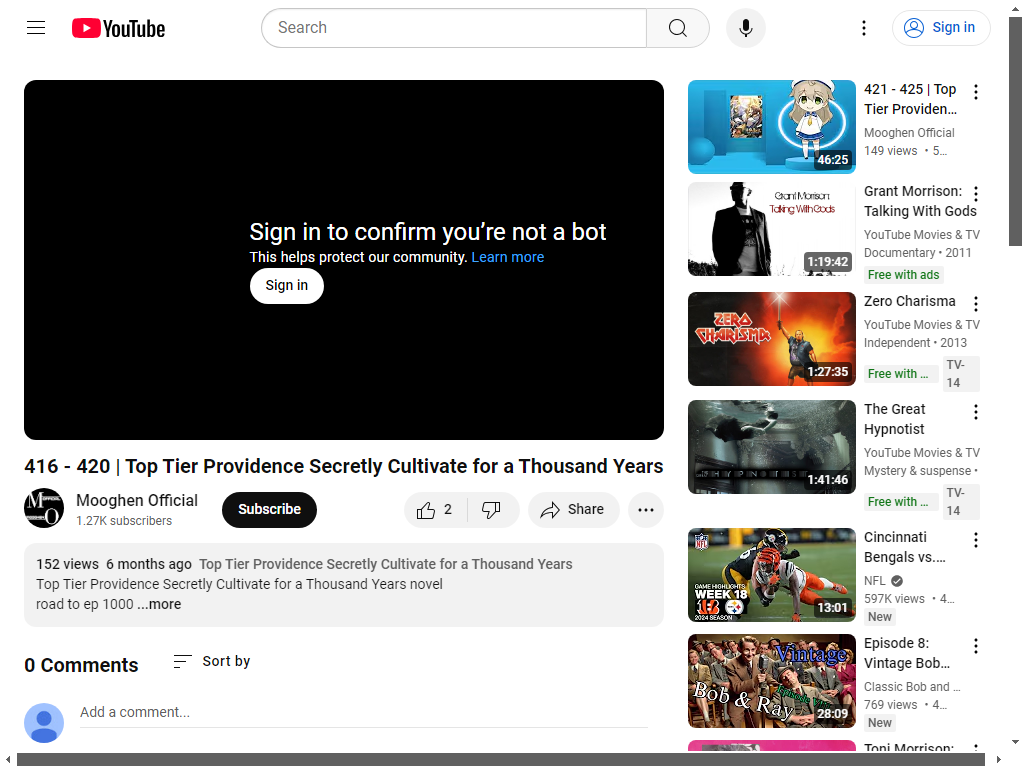 YouTube
Search
Sign in
Sign in to confirm you’re not a bot
This helps protect our community. Learn more
Sign in
416 - 420 | Top Tier Providence Secretly Cultivate for a Thousand Years
Mooghen Official
1.27K subscribers
Subscribe
2
Share
152 views 6 months ago Top Tier Providence Secretly Cultivate for a Thousand Years
Top Tier Providence Secretly Cultivate for a Thousand Years novel
road to ep 1000 ...more
0 Comments
Sort by
Add a comment...
46:25
421 - 425 | Top
Tier Providen...
Mooghen Official
149 views • 5...
Grant Morrison:
Talking With Gods
1:19:42
Grant Morrison:
Talking With Gods
YouTube Movies & TV
Documentary • 2011
Free with ads
ZERO
CHARISMA
1:27:35
Zero Charisma
YouTube Movies & TV
Independent • 2013
Free with ...
TV-
14
HYPNOTIST
1:41:46
The Great
Hypnotist
YouTube Movies & TV
Mystery & suspense •
Free with ...
TV-
14
NFL
GAME HIGHLIGHTS
WEEK 18
2024 SEASON
13:01
Cincinnati
Bengals vs....
NFL
597K views • 4...
New
Vintage
Bob & Ray
28:09
Episode 8:
Vintage Bob...
Classic Bob and ...
769 views • 4...
New
Toni Morrison: